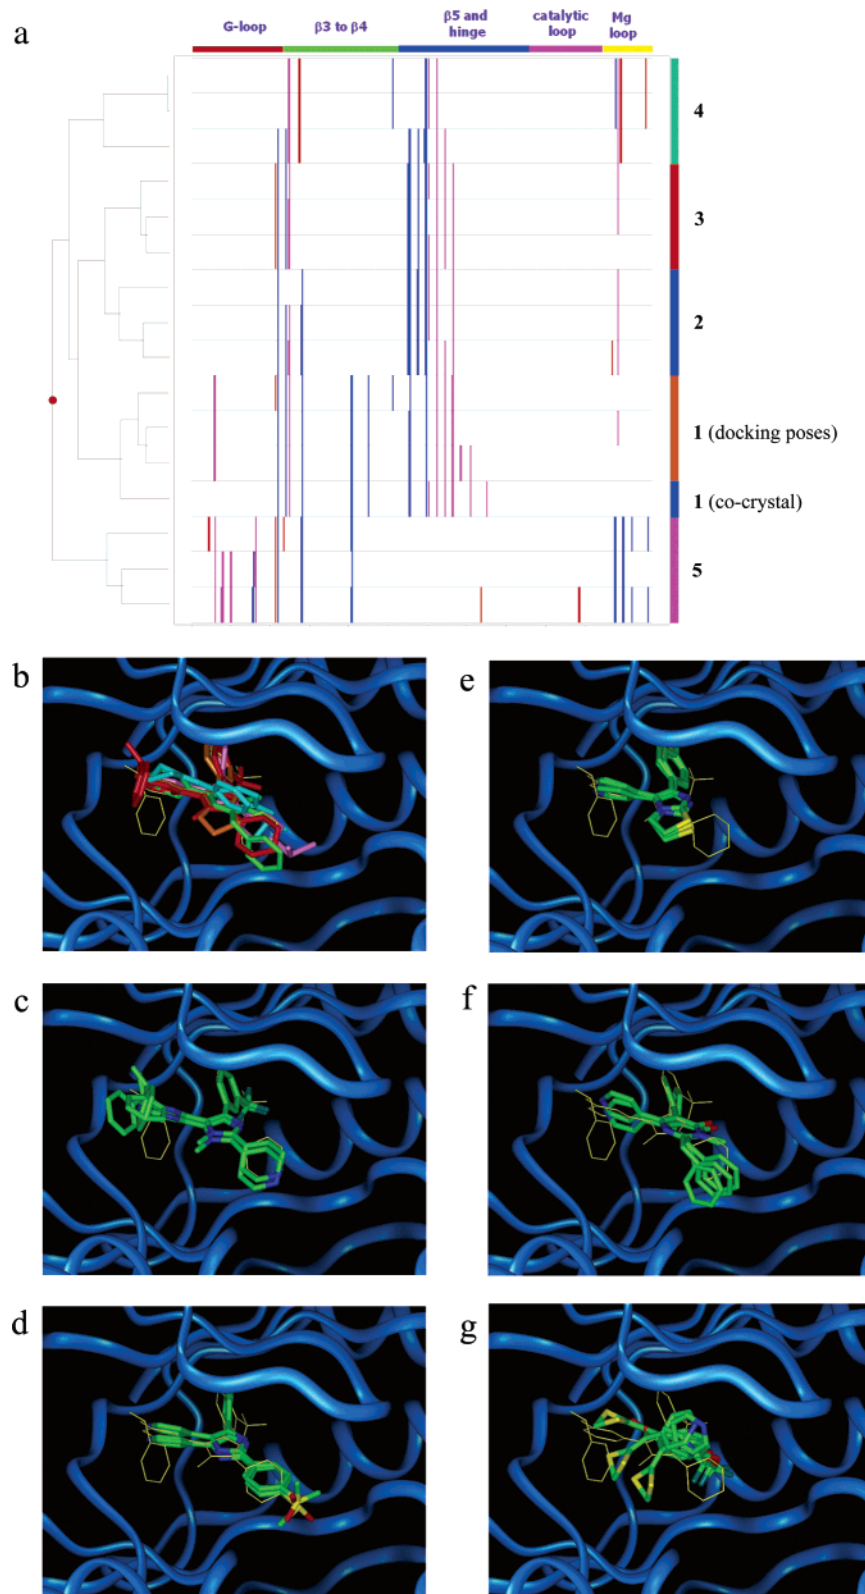 a
G-loop
β3 to β4
β5 and
hinge
catalytic
loop
Mg
loop
4
3
2
1 (docking poses)
1 (co-crystal)
5
b
e
c
f
d
g